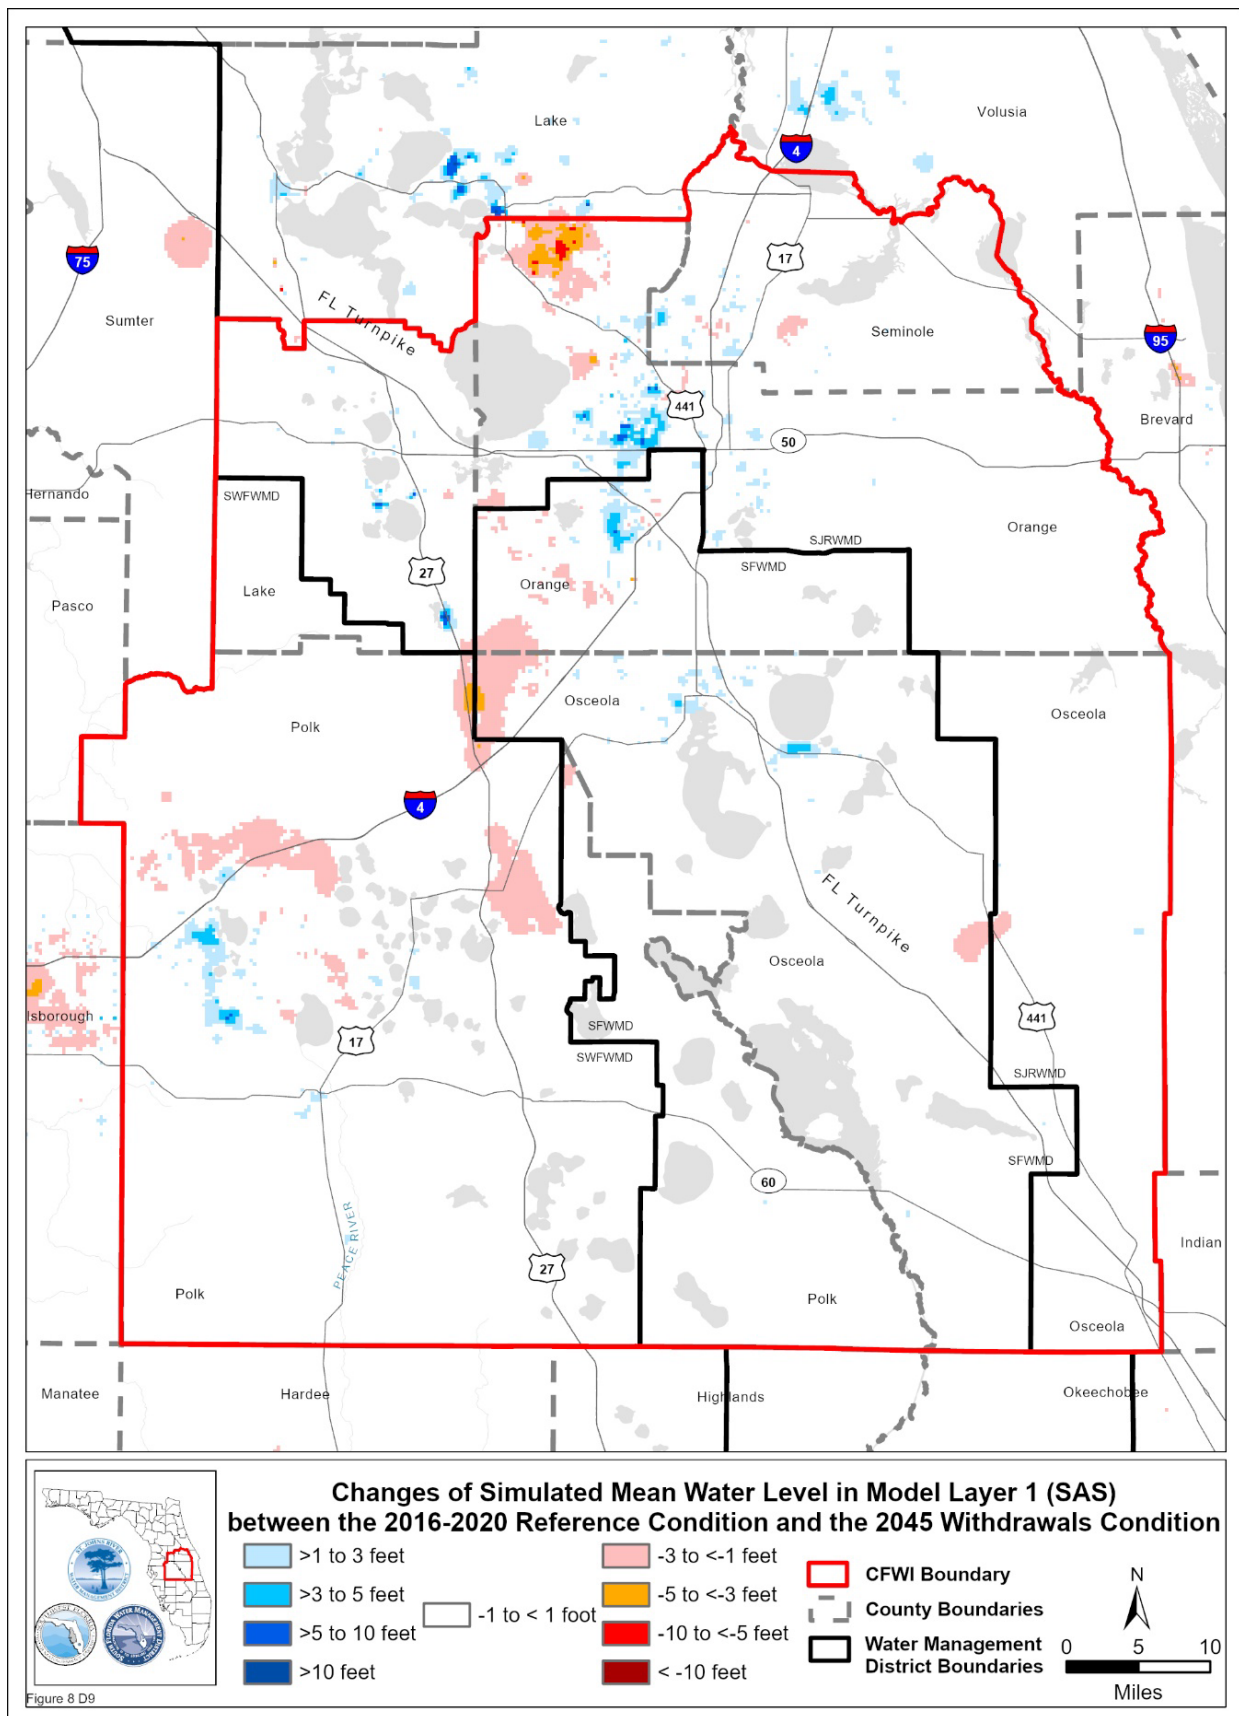 Lake
Volusia
4
17
75
FL Turnpike
Sumter
Seminole
95
441
Brevard
50
Hernando
SWFWMD
Orange
SJRWMD
SFWMD
27
Orange
Lake
Pasco
Osceola
Osceola
Polk
4
FL Turnpike
Osceola
lsborough
441
17
SFWMD
SWFWMD
SJRWMD
SFWMD
60
PEACE RIVER
Indian
27
Polk
Polk
Osceola
Manatee
Hardee
Highlands
Okeechobee
Changes of Simulated Mean Water Level in Model Layer 1 (SAS)
between the 2016-2020 Reference Condition and the 2045 Withdrawals Condition
>1 to 3 feet
>3 to 5 feet
>5 to 10 feet
>10 feet
-1 to < 1 foot
-3 to <-1 feet
-5 to <-3 feet
-10 to <-5 feet
< -10 feet
CFWI Boundary
County Boundaries
Water Management
District Boundaries
N
0 5 10
Miles
Figure 8 D9